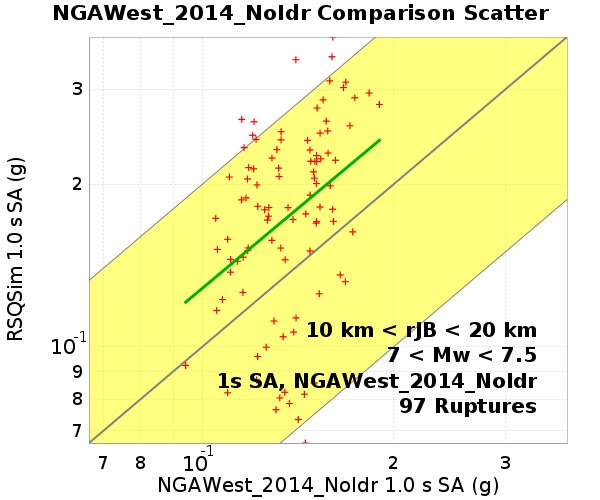 NGAWest_2014_NoIdr Comparison Scatter
RSQSim 1.0 s SA (g)
3
2
10-1
9
8
7
10 km < rJB < 20 km
7 < Mw < 7.5
1s SA, NGAWest_2014_NoIdr
97 Ruptures
7 8 10-1 2 3
NGAWest_2014_NoIdr 1.0 s SA (g)